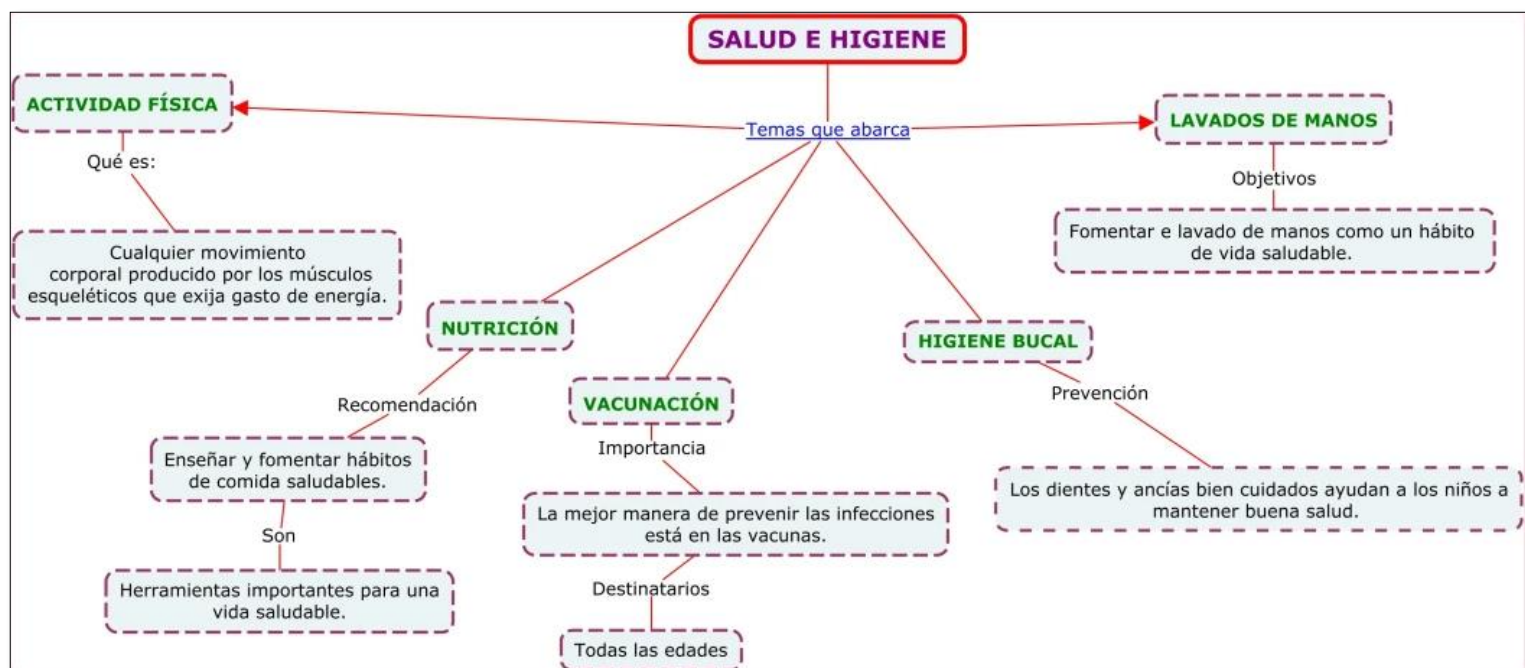 SALUD E HIGIENE
Temas que abarca
ACTIVIDAD FÍSICA
Qué es:
Cualquier movimiento
corporal producido por los músculos
esqueléticos que exija gasto de energía.
NUTRICIÓN
Recomendación
Enseñar y fomentar hábitos
de comida saludables.
Son
Herramientas importantes para una
vida saludable.
VACUNACIÓN
Importancia
La mejor manera de prevenir las infecciones
está en las vacunas.
Destinatarios
Todas las edades
HIGIENE BUCAL
Prevención
Los dientes y ancías bien cuidados ayudan a los niños a
mantener buena salud.
LAVADOS DE MANOS
Objetivos
Fomentar e lavado de manos como un hábito
de vida saludable.